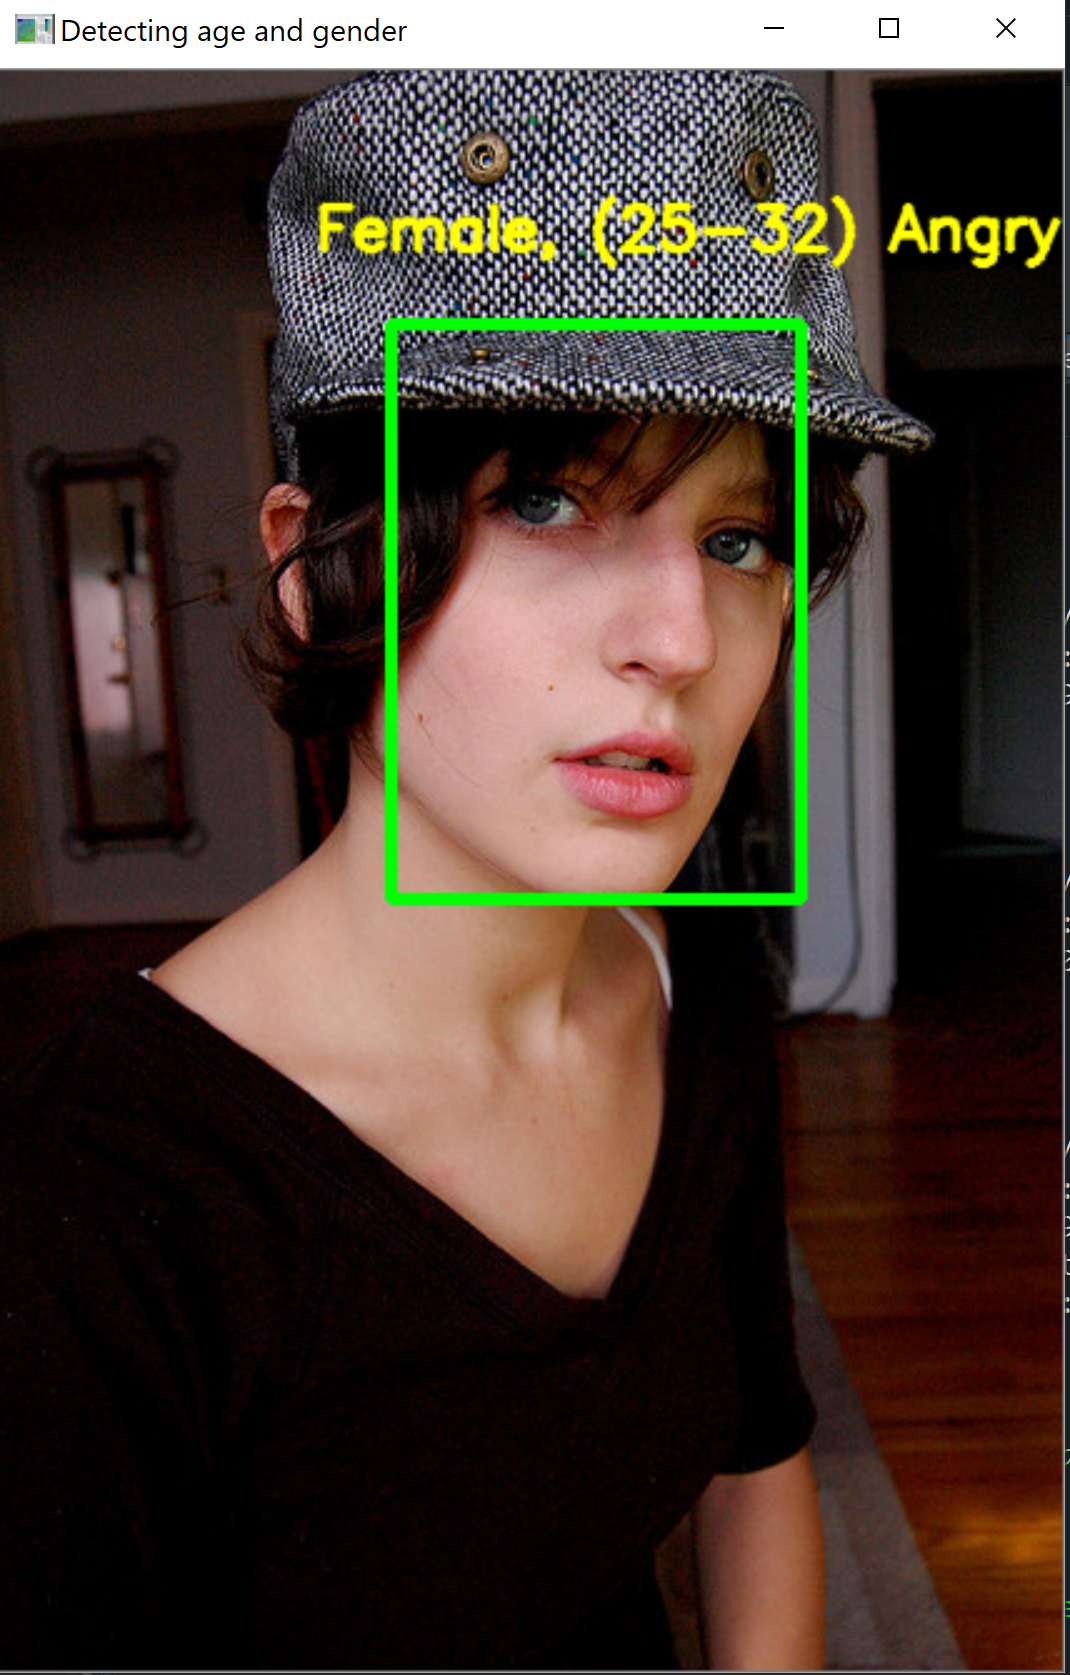 Detecting age and gender
Female, (25-32) Angry